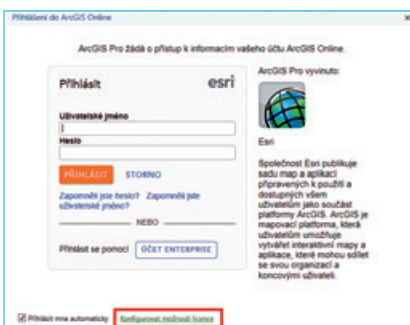 Přihlášení do ArcGIS Online
ArcGIS Pro žádá o přístup k informacím vašeho účtu ArcGIS Online.
Přihlásit
esri
Uživatelské jméno
Heslo
PŘIHLÁSIT STORNO
Zapomněli jste heslo? Zapomněli jste
uživatelské jméno?
NEBO
Přihlásit se pomocí ÚČET ENTERPRISE
ArcGIS Pro vyvinuto:
Esri
Společnost Esri publikuje
sadu map a aplikací
připravených k použití a
dostupných všem
uživatelům jako součást
platformy ArcGIS. ArcGIS je
mapovací platforma, která
uživatelům umožňuje
vytvářet interaktivní mapy a
aplikace, které mohou sdílet
se svou organizací a
koncovými uživateli.
Přihlásit mne automaticky Konfigurovat možnosti licence